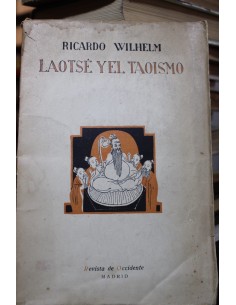 RICARDO WILHELM
LAOTSÉ Y EL TAOISMO
Revista de Occidente
MADRID